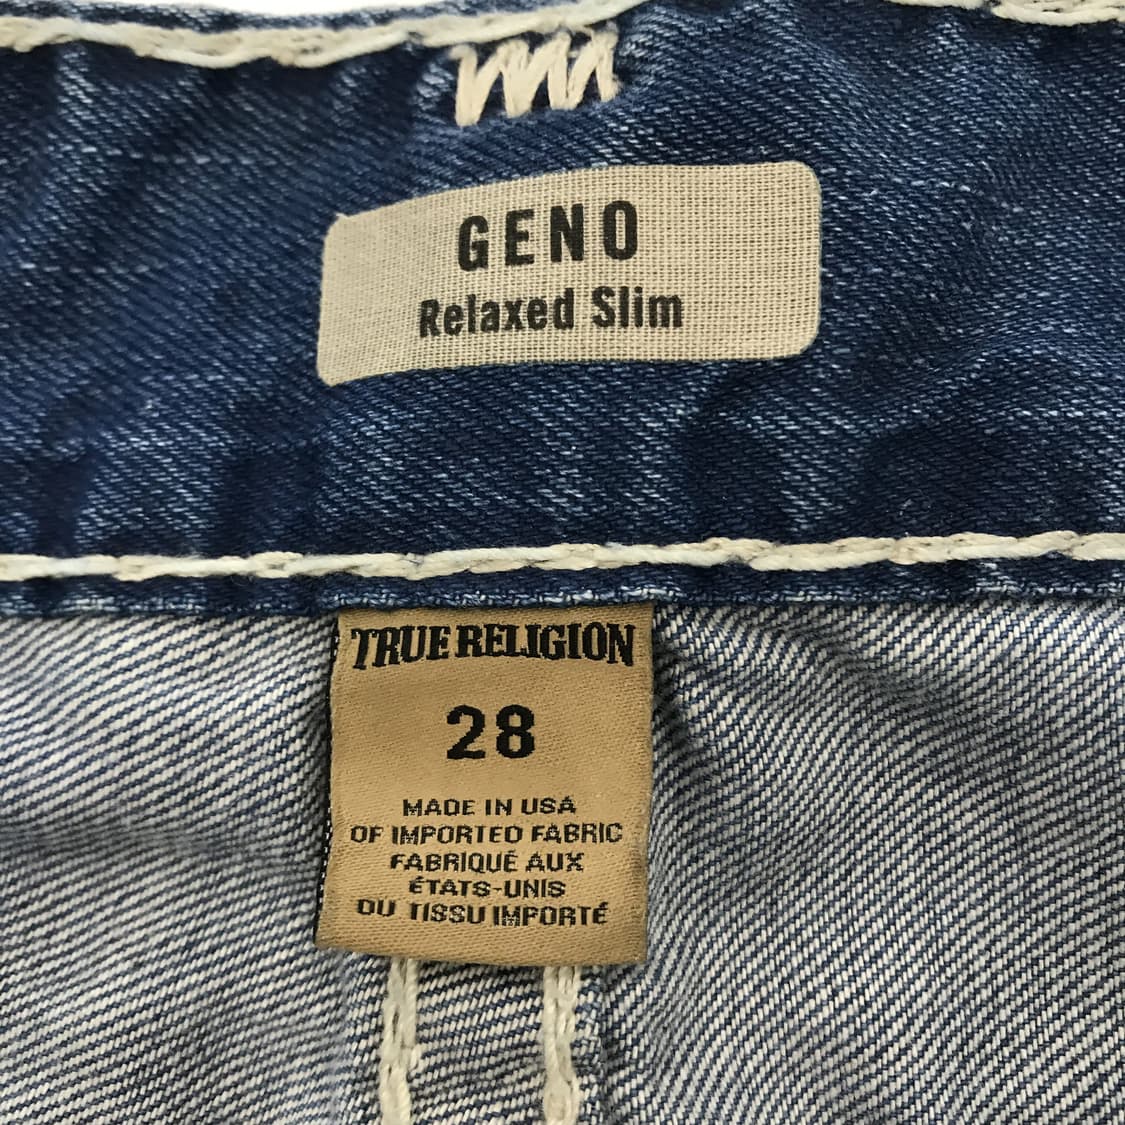 GENO
Relaxed Slim
TRUE RELIGION
28
MADE IN USA
OF IMPORTED FABRIC
FABRIQUÉ AUX
ÉTATS-UNIS
DU TISSU IMPORTÉ